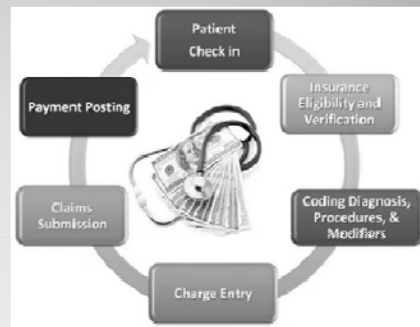 Patient
Check in
Insurance
Eligibility and
Verification
Coding Diagnosis,
Procedures, &
Modifiers
Charge Entry
Claims
Submission
Payment Posting